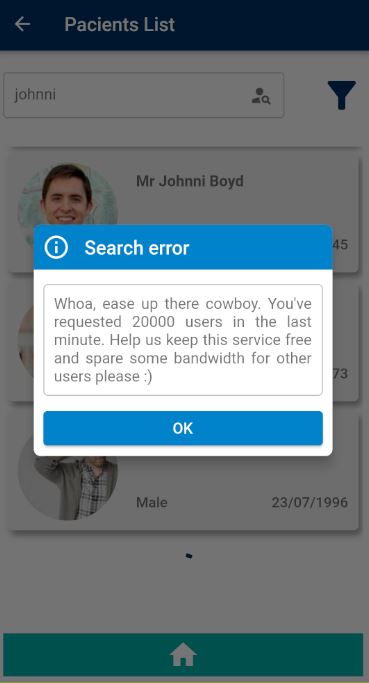 Pacients List
johnni
Mr Johnni Boyd
45
Search error
Whoa, ease up there cowboy. You've
requested 20000 users in the last
minute. Help us keep this service free
and spare some bandwidth for other
users please :)
73
OK
Male 23/07/1996